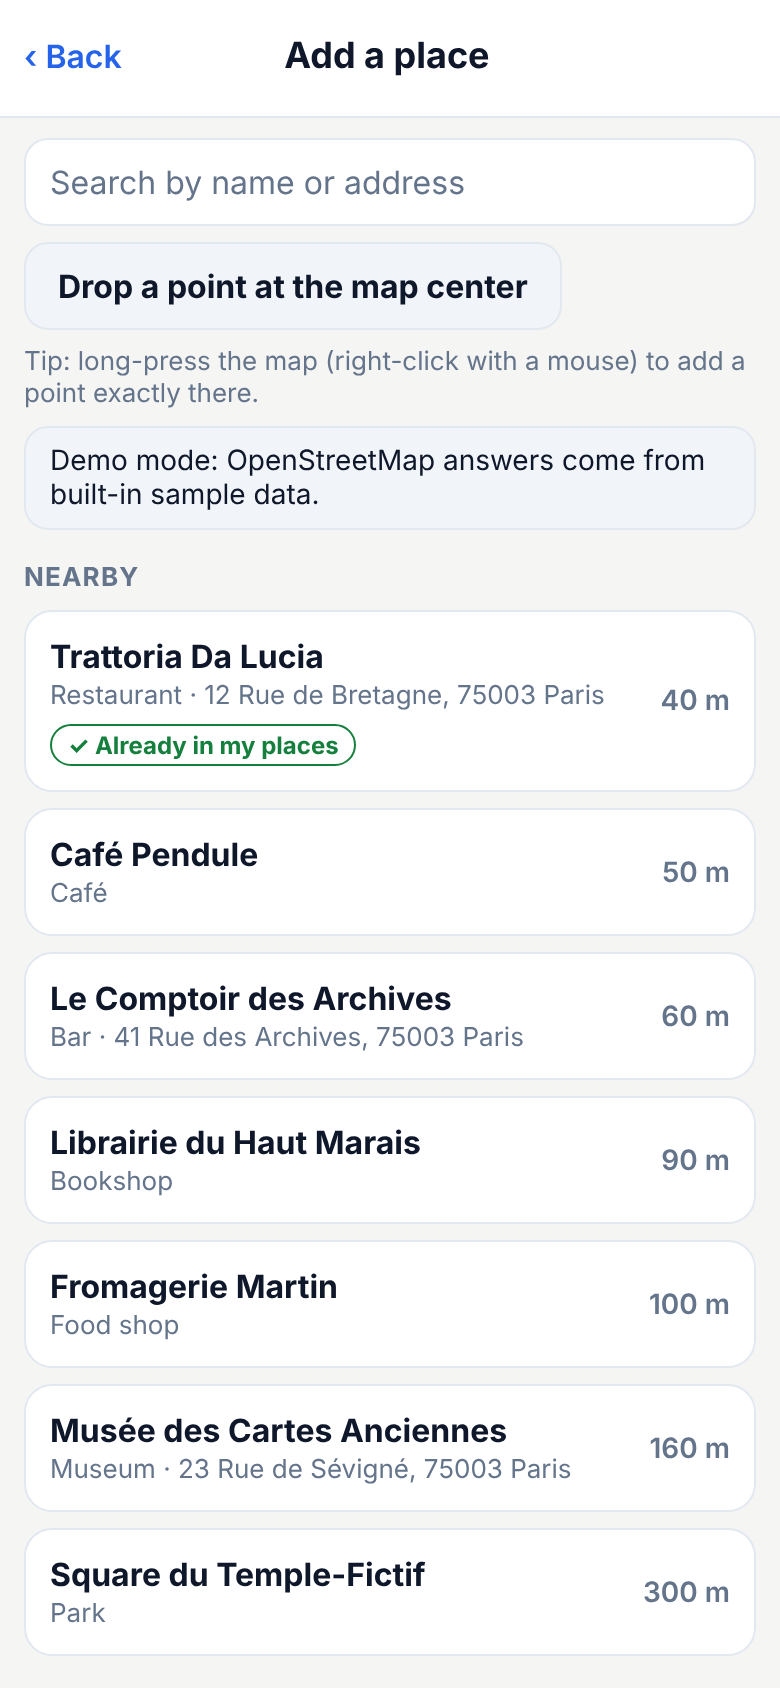 ‹ Back
Add a place
Search by name or address
Drop a point at the map center
Tip: long-press the map (right-click with a mouse) to add a
point exactly there.
Demo mode: OpenStreetMap answers come from
built-in sample data.
NEARBY
Trattoria Da Lucia
Restaurant · 12 Rue de Bretagne, 75003 Paris
40 m
✓ Already in my places
Café Pendule
Café
50 m
Le Comptoir des Archives
Bar · 41 Rue des Archives, 75003 Paris
60 m
Librairie du Haut Marais
Bookshop
90 m
Fromagerie Martin
Food shop
100 m
Musée des Cartes Anciennes
Museum · 23 Rue de Sévigné, 75003 Paris
160 m
Square du Temple-Fictif
Park
300 m